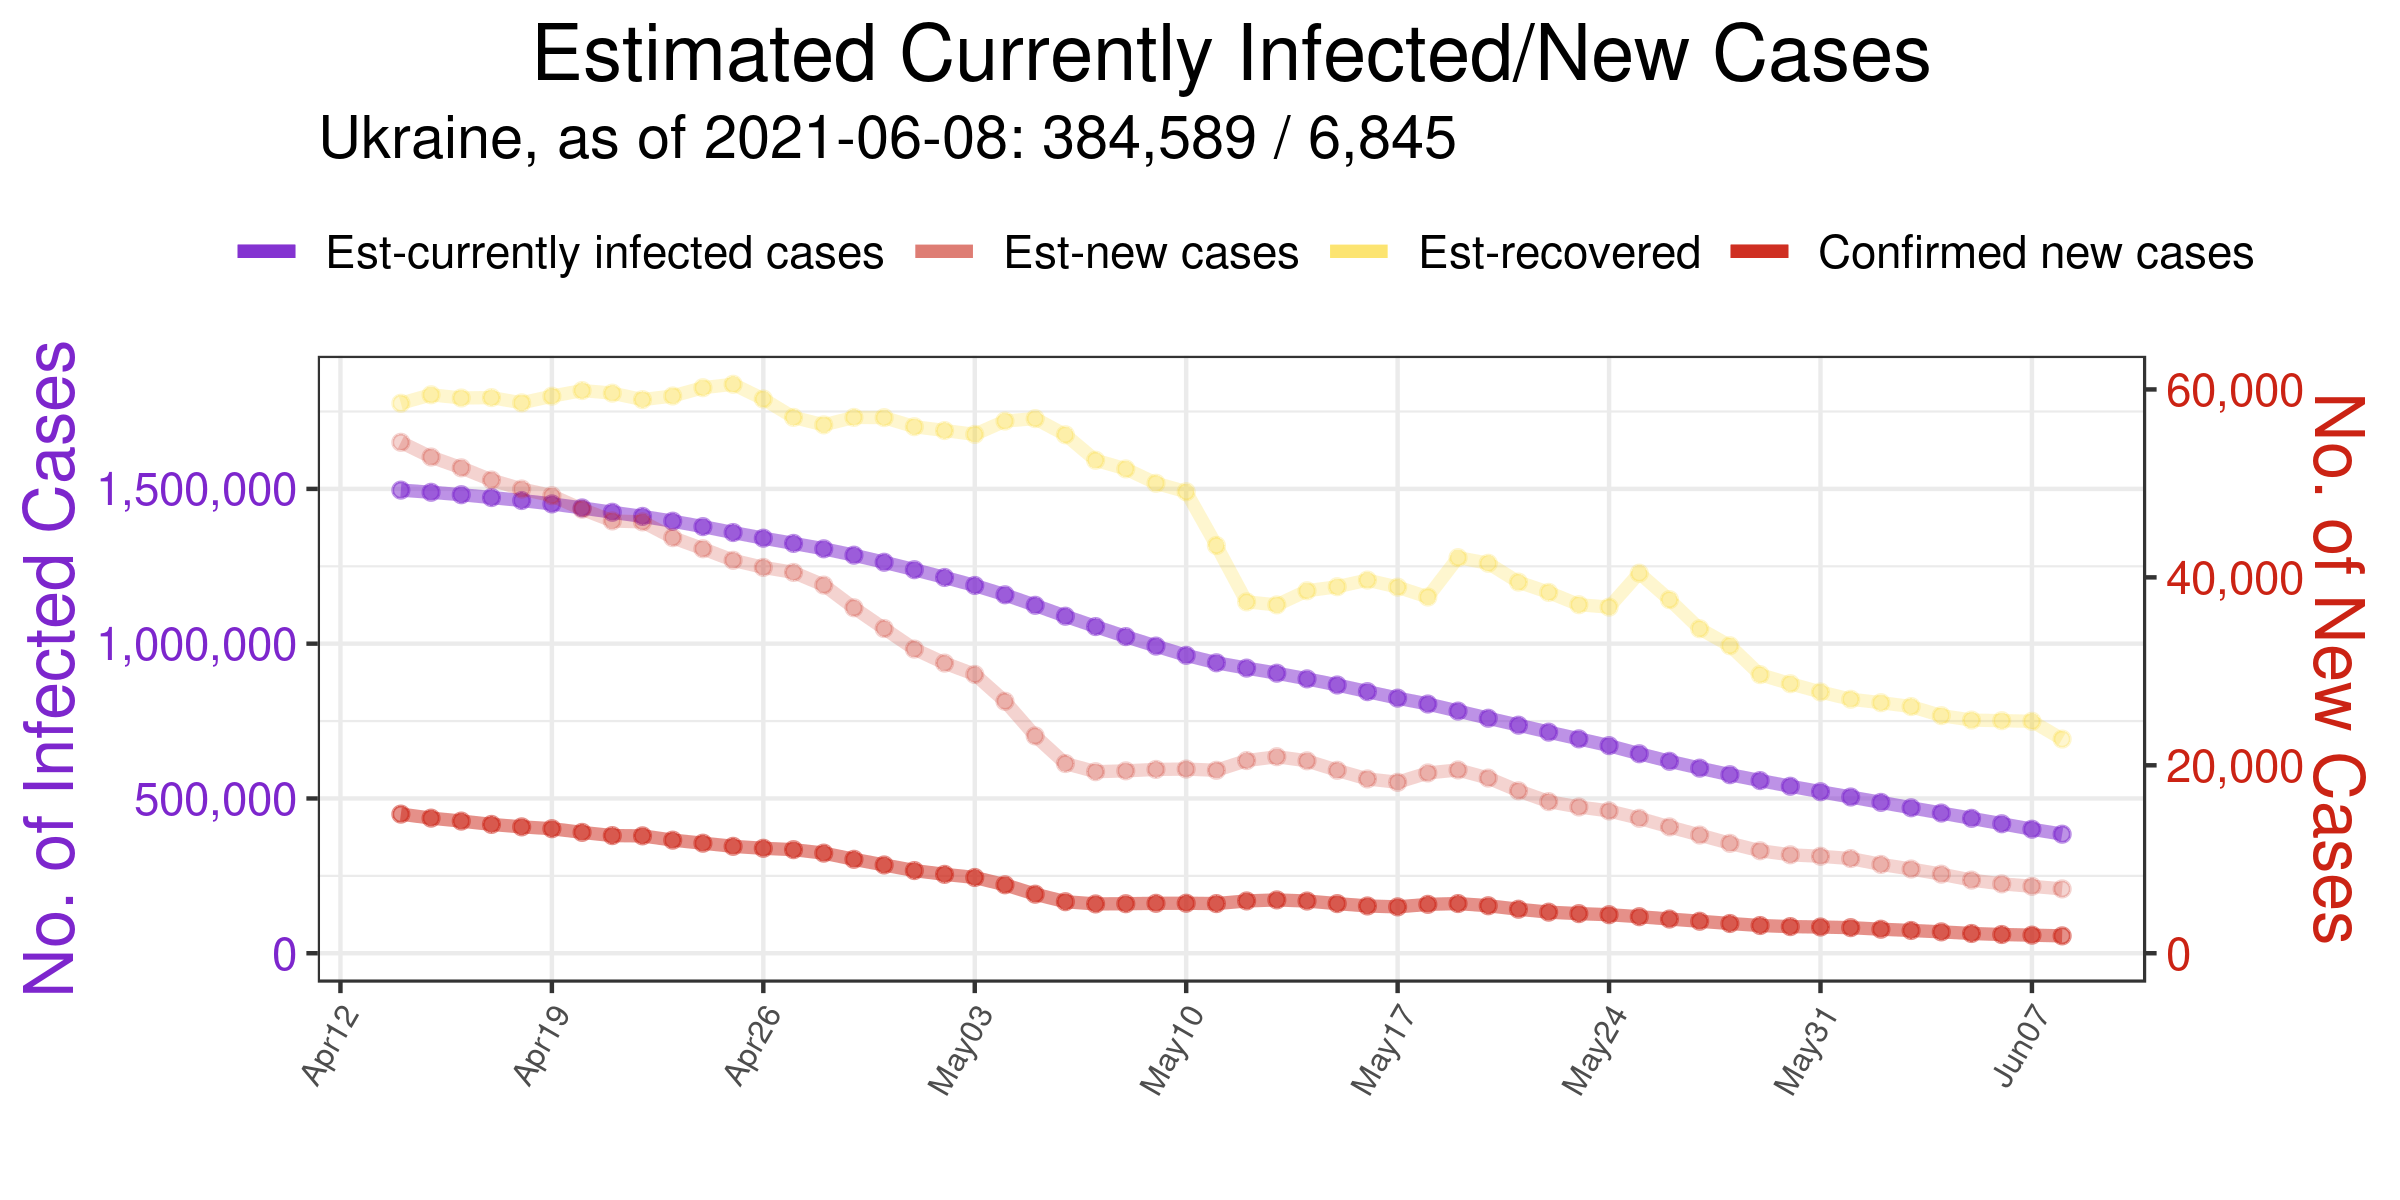 Estimated Currently Infected/New Cases
Ukraine, as of 2021-06-08: 384,589 / 6,845
Est-currently infected cases Est-new cases Est-recovered Confirmed new cases
No. of Infected Cases
1,500,000
1,000,000
500,000
0
60,000
40,000
20,000
0
No. of New Cases
Apr12 Apr19 Apr26 May03 May10 May17 May24 May31 Jun07